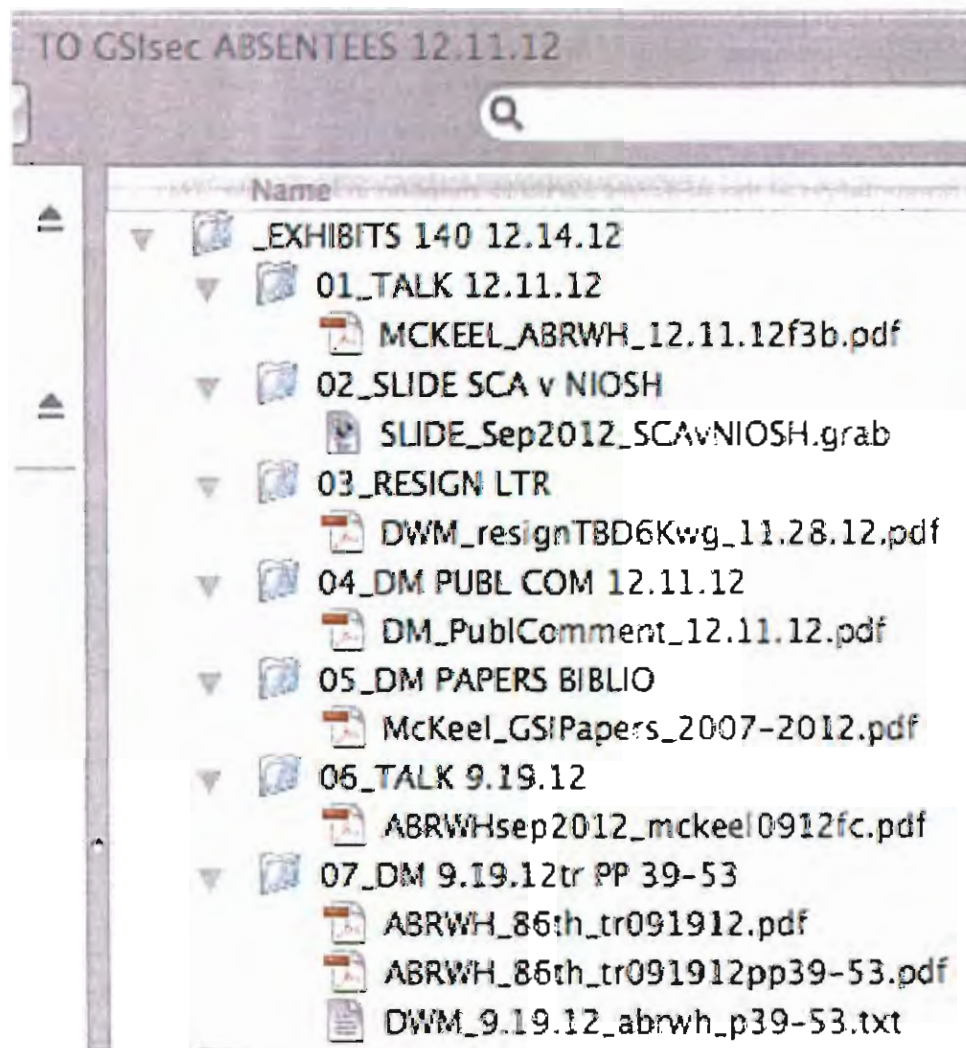 TO GSIsec ABSENTEES 12.11.12
Name
_EXHIBITS 140 12.14.12
01_TALK 12.11.12
MCKEEL_ABRWH_12.11.12f3b.pdf
02_SLIDE SCA v NIOSH
SLIDE_Sep2012_SCAvNIOSH.grab
03_RESIGN LTR
DWM_resignTBD6Kwg_11.28.12.pdf
04_DM PUBL COM 12.11.12
DM_PublComment_12.11.12.pdf
05_DM PAPERS BIBLIO
McKeel_GSIPapers_2007-2012.pdf
06_TALK 9.19.12
ABRWHsep2012_mckeel0912fc.pdf
07_DM 9.19.12tr PP 39-53
ABRWH_86th_tr091912.pdf
ABRWH_86th_tr091912pp39-53.pdf
DWM_9.19.12_abrwh_p39-53.txt